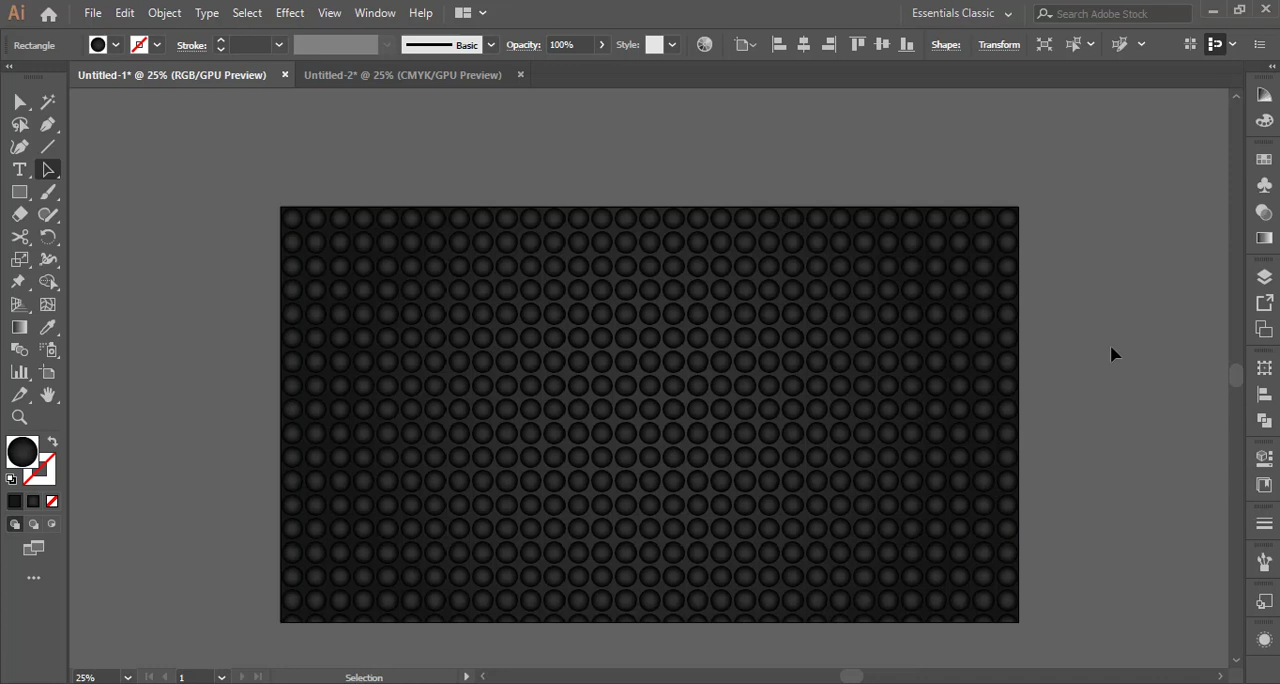 Ai File Edit Object Type Select Effect View Window Help Essentials Classic Search Adobe Stock
Rectangle Stroke: Basic Opacity: 100% Style: Shape: Transform
Untitled-1* @ 25% (RGB/GPU Preview) × Untitled-2* @ 25% (CMYK/GPU Preview) ×
25% 1 Selection